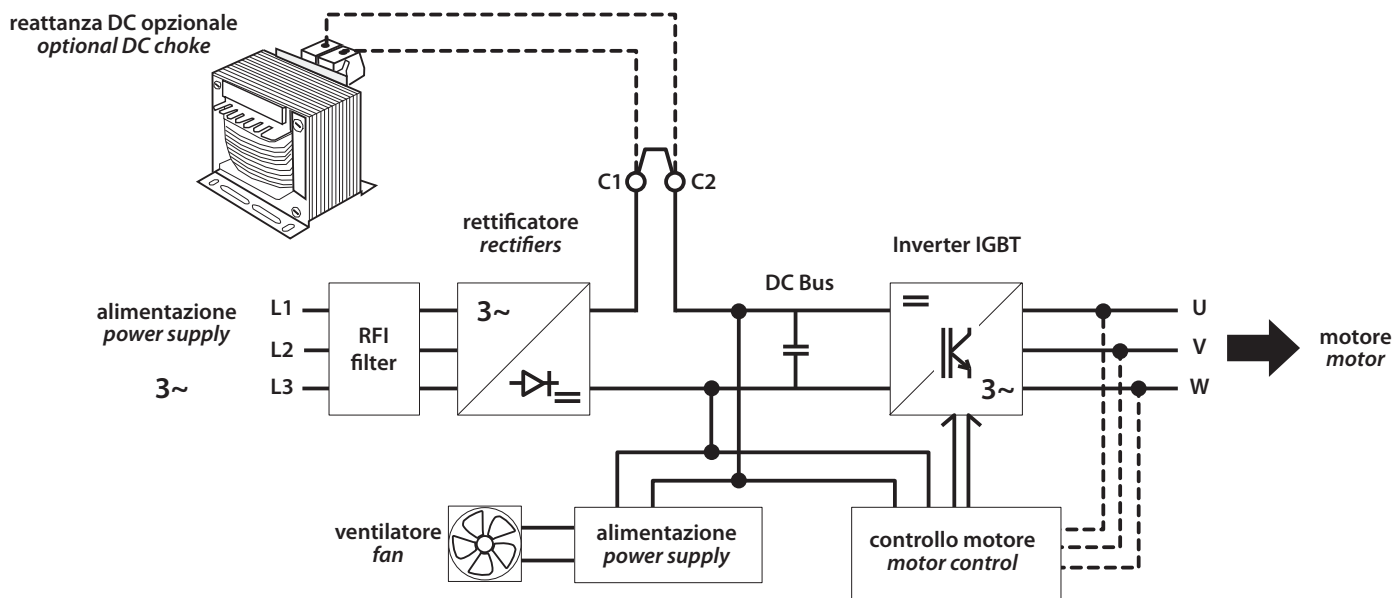 reattanza DC opzionale
optional DC choke
C1
C2
rettificatore
rectifiers
Inverter IGBT
DC Bus
alimentazione
power supply
3~
L1
L2
L3
RFI
filter
3~
3~
U
V
W
motore
motor
ventilatore
fan
alimentazione
power supply
controllo motore
motor control